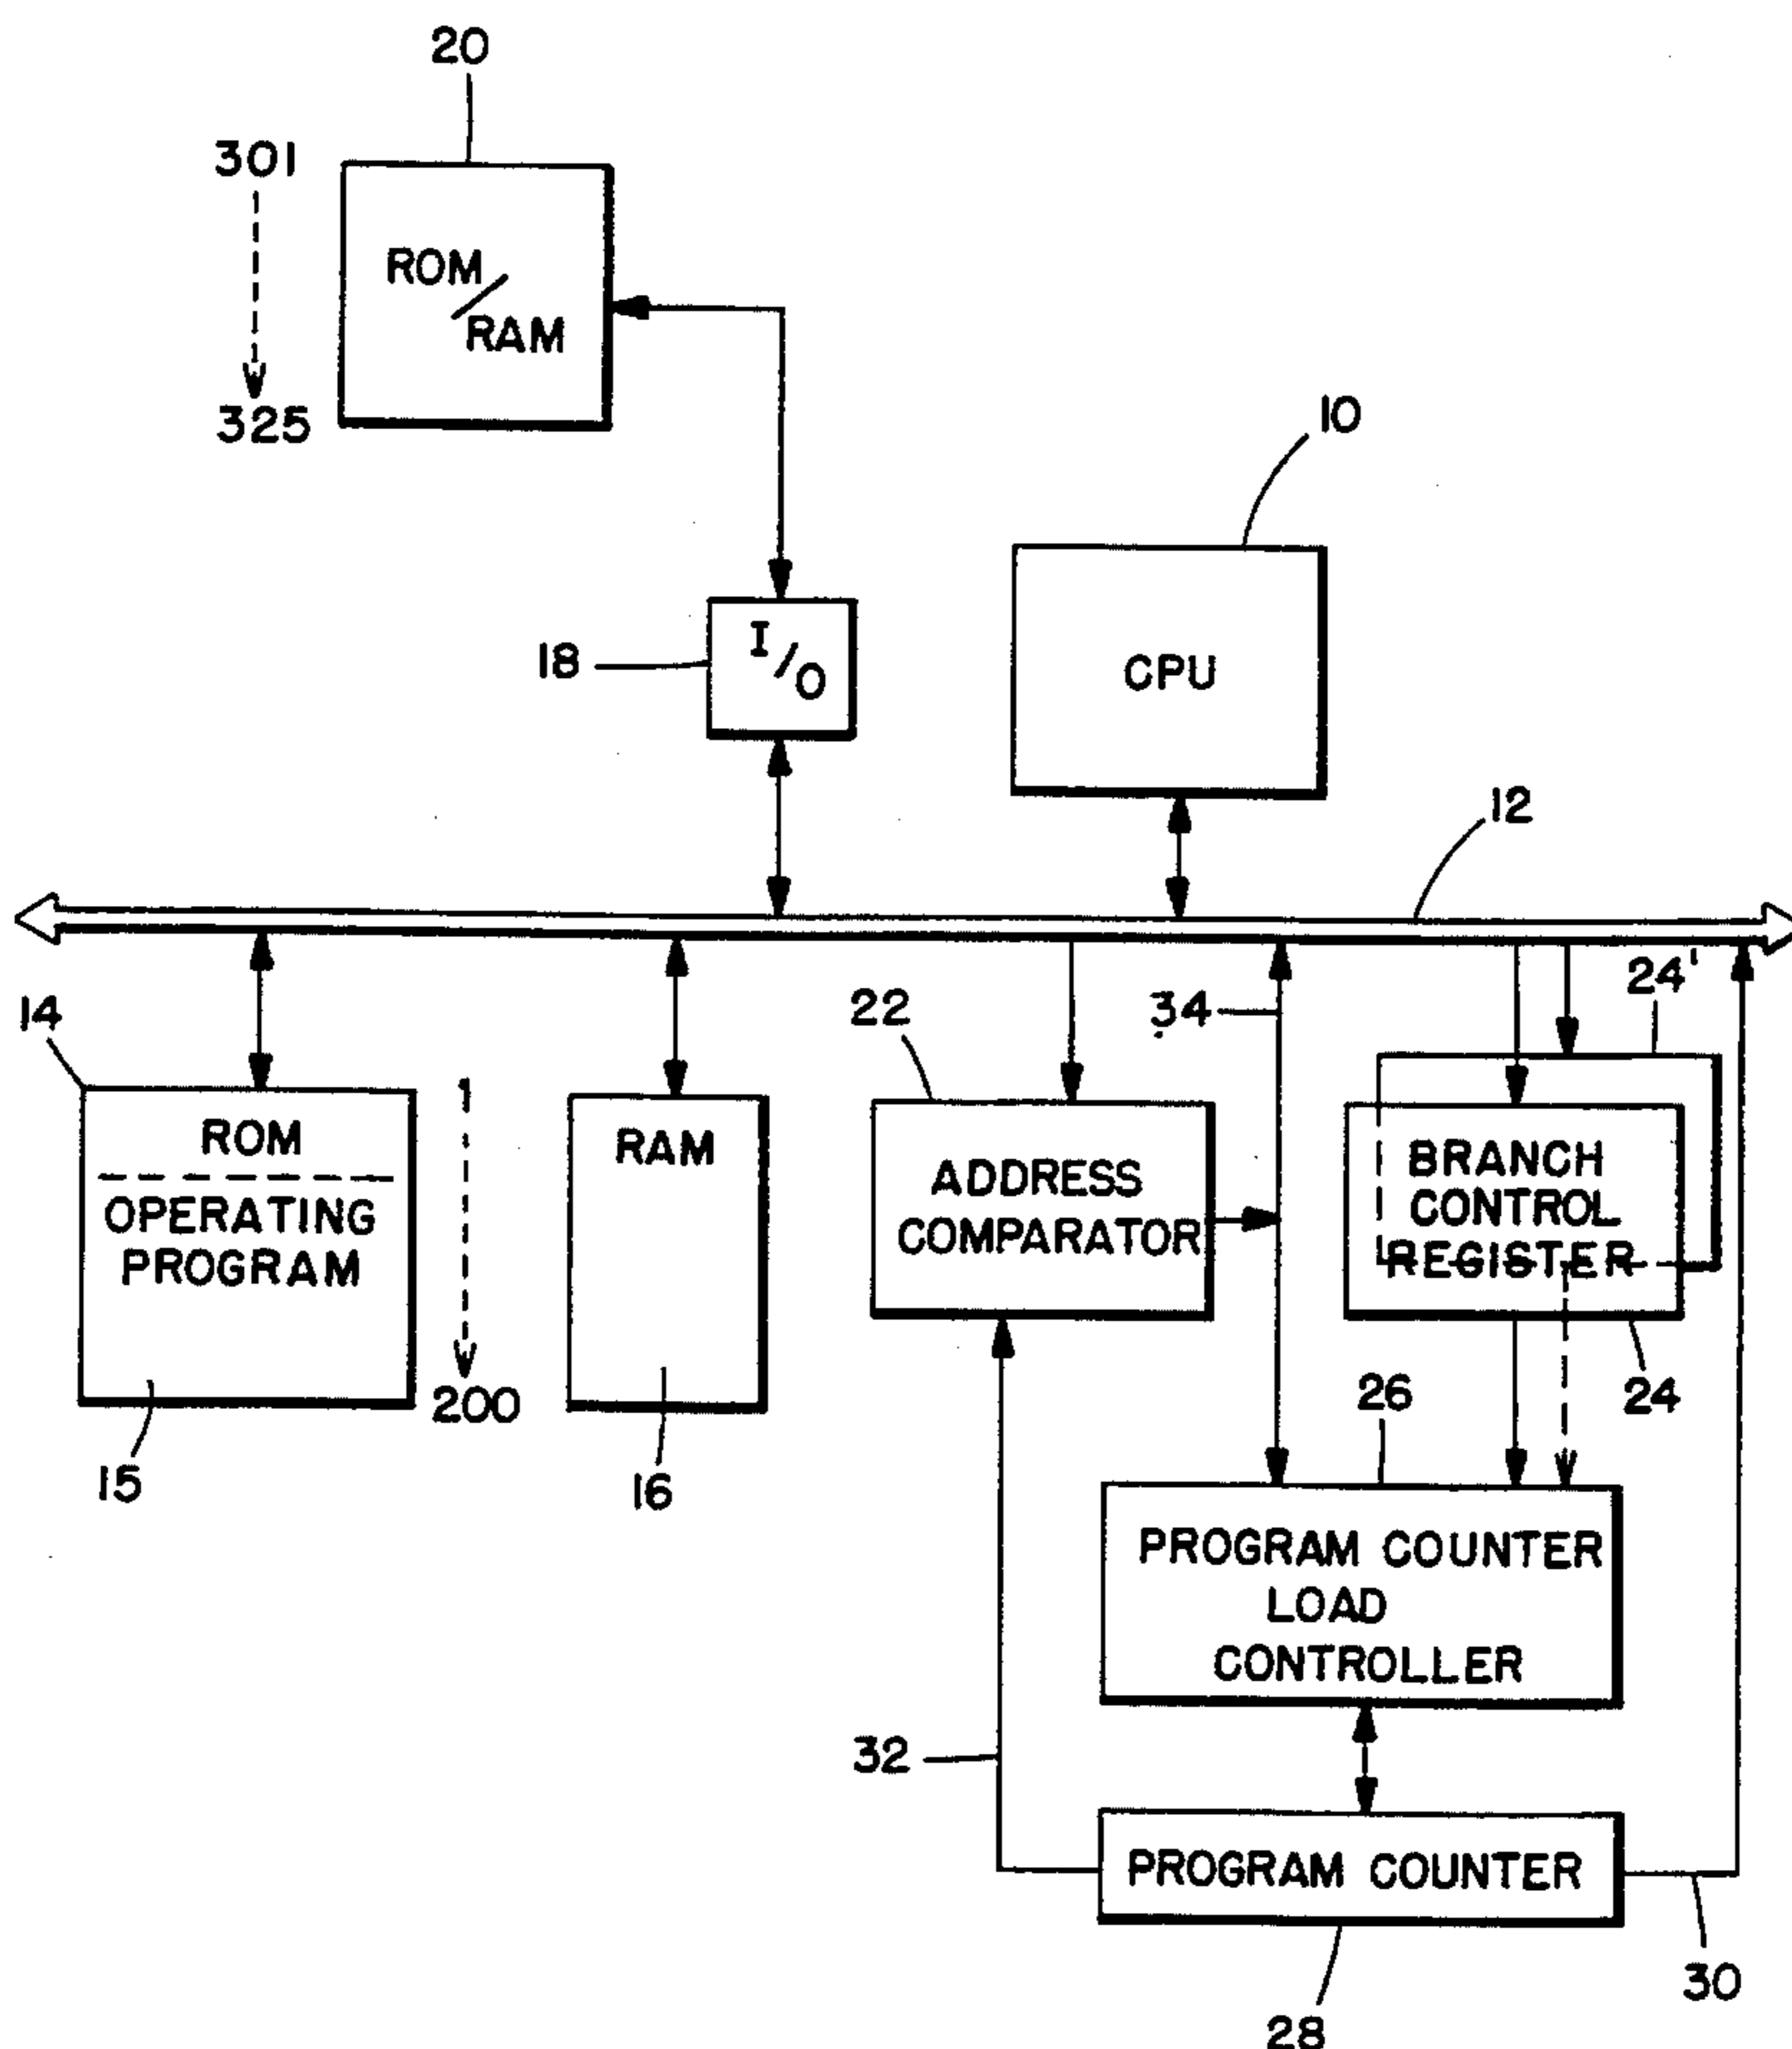 20
301
ROM/RAM
325
10
18
I/O
CPU
12
24'
14
22
34
1
ROM
OPERATING
PROGRAM
RAM
ADDRESS
COMPARATOR
BRANCH
CONTROL
REGISTER
200
26
24
15
16
PROGRAM COUNTER
LOAD
CONTROLLER
32
PROGRAM COUNTER
30
28